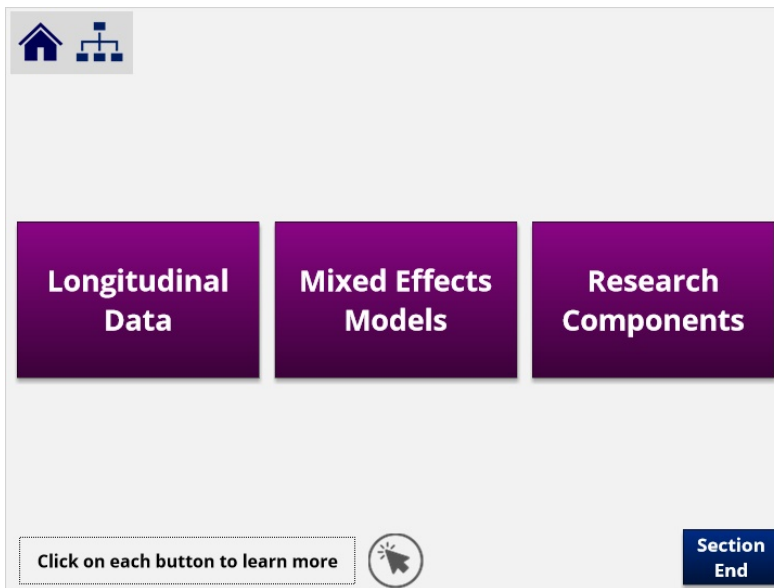 Longitudinal
Data
Mixed Effects
Models
Research
Components
Click on each button to learn more
Section
End